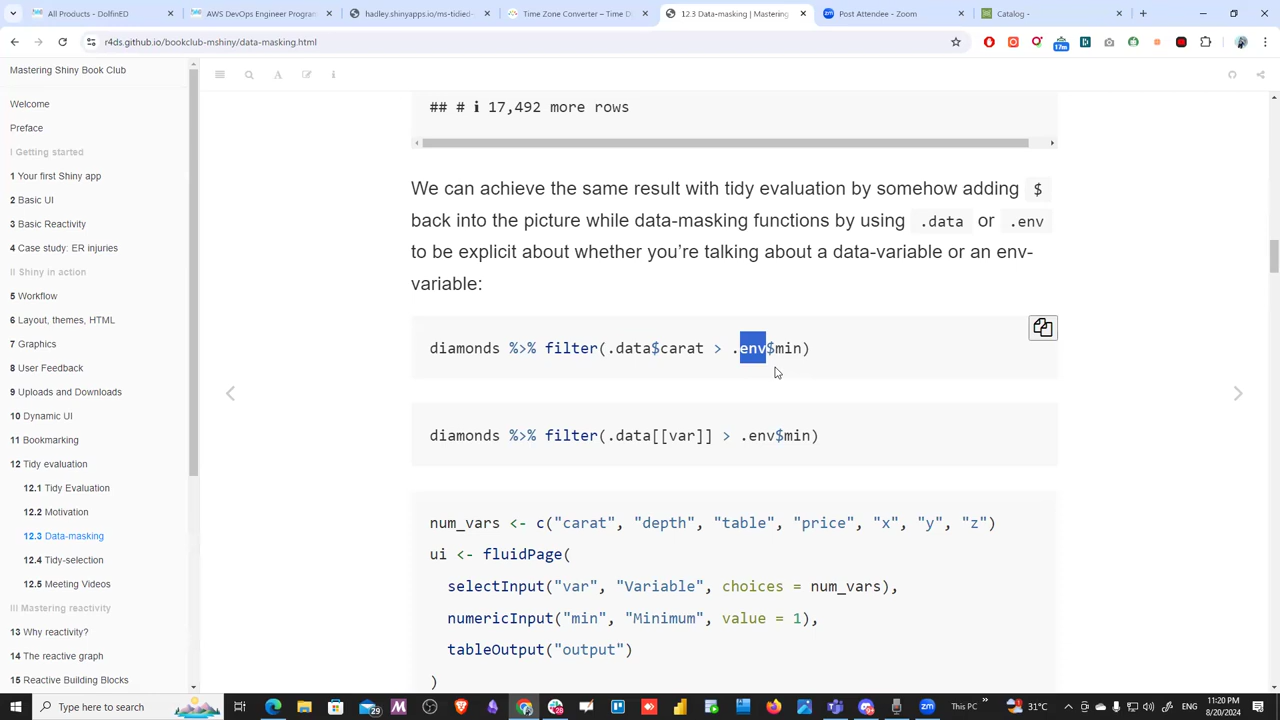 All Products - DolfinED
AWS DevOps Engineer Progra
hadley.shinyapps.io/ms-tidied-
Time Zone Converter – Time D
12.3 Data-masking | Mastering
Post Attendee - Zoom
Catalog -
r4ds.github.io/bookclub-mshiny/data-masking.html
17m
Mastering Shiny Book Club
Welcome
Preface
I Getting started
1 Your first Shiny app
2 Basic UI
3 Basic Reactivity
4 Case study: ER injuries
II Shiny in action
5 Workflow
6 Layout, themes, HTML
7 Graphics
8 User Feedback
9 Uploads and Downloads
10 Dynamic UI
11 Bookmarking
12 Tidy evaluation
12.1 Tidy Evaluation
12.2 Motivation
12.3 Data-masking
12.4 Tidy-selection
12.5 Meeting Videos
III Mastering reactivity
13 Why reactivity?
14 The reactive graph
15 Reactive Building Blocks
## # ℹ 17,492 more rows
We can achieve the same result with tidy evaluation by somehow adding $
back into the picture while data-masking functions by using .data or .env
to be explicit about whether you’re talking about a data-variable or an env-
variable:
diamonds %>% filter(.data$carat > .env$min)
diamonds %>% filter(.data[[var]] > .env$min)
num_vars <- c("carat", "depth", "table", "price", "x", "y", "z")
ui <- fluidPage(
selectInput("var", "Variable", choices = num_vars),
numericInput("min", "Minimum", value = 1),
tableOutput("output")
)
Type here to search
29
This PC
31°C
11:20 PM
8/20/2024